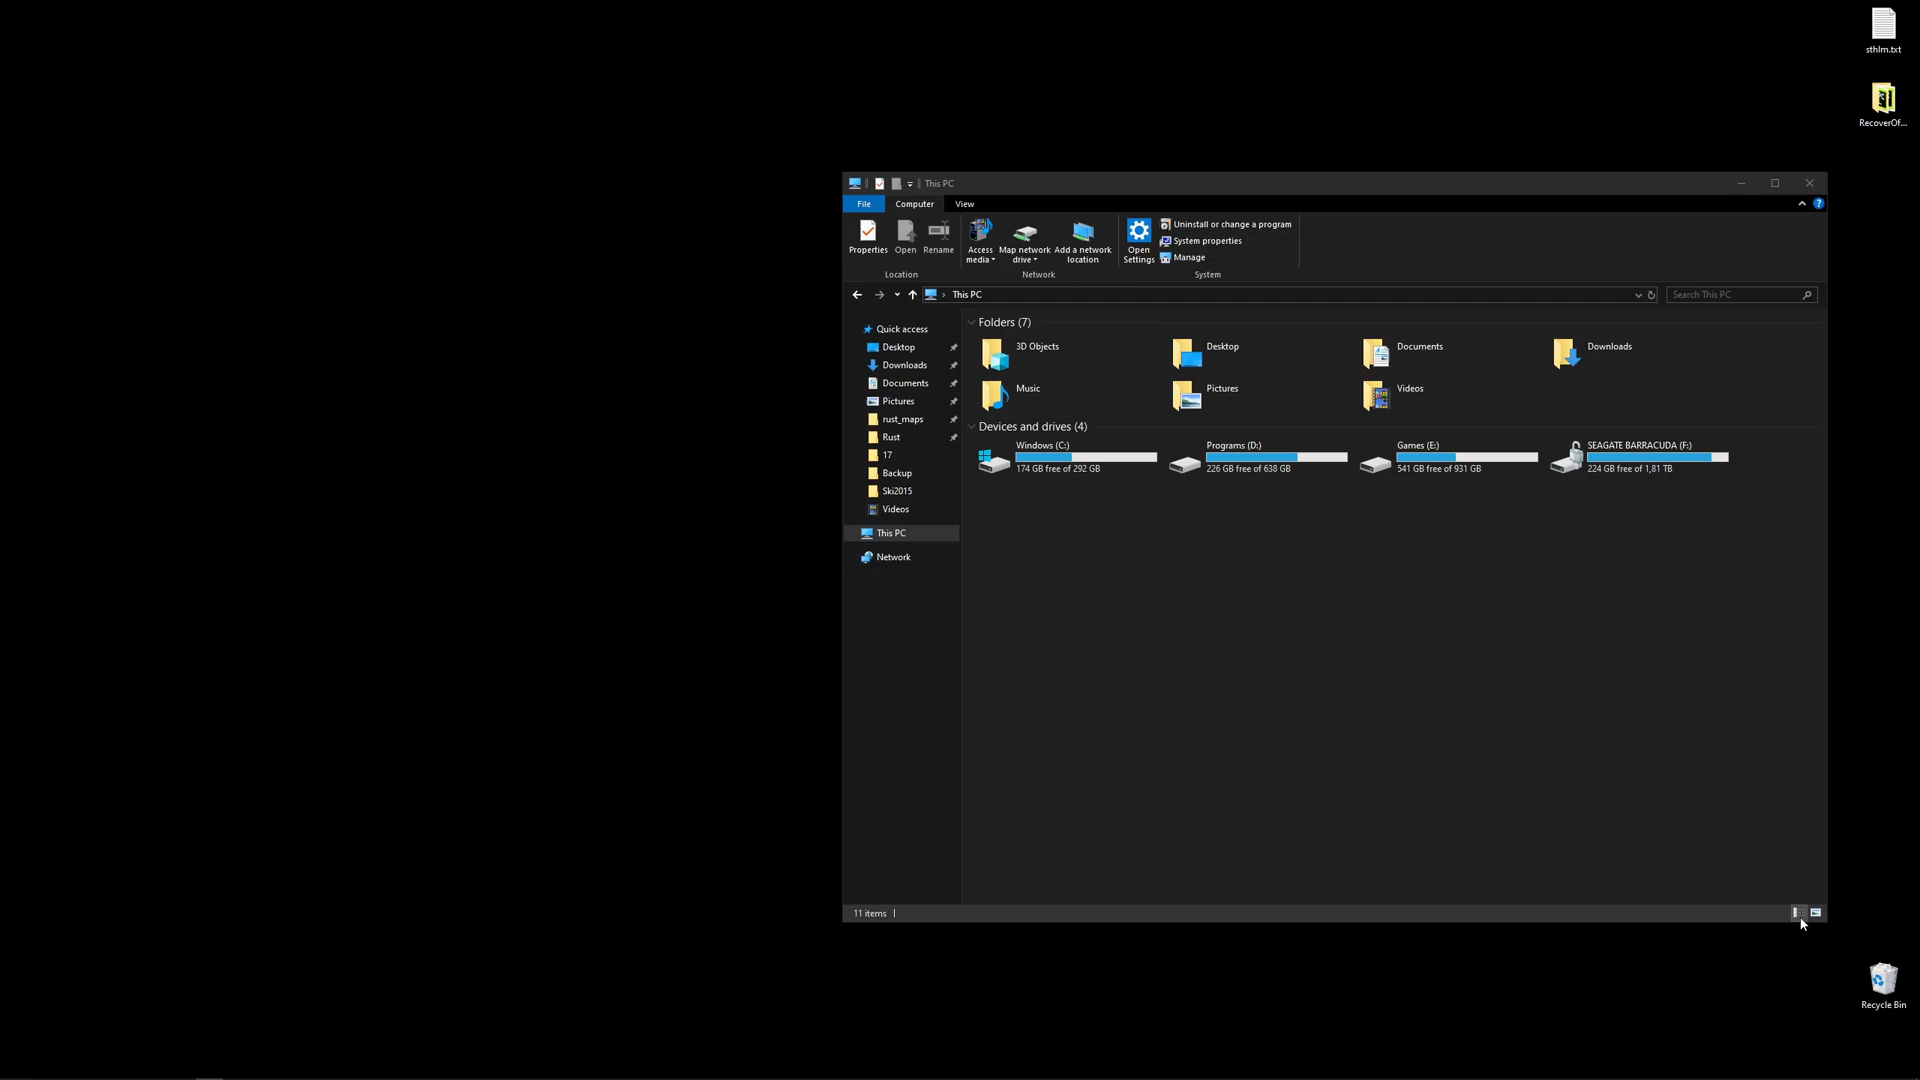 sthlm.txt
RecoverOf...
This PC
File
Computer
View
Properties
Open
Rename
Access media
Map network drive
Add a network location
Open Settings
Uninstall or change a program
System properties
Manage
Location
Network
System
This PC
Search This PC
Quick access
Desktop
Downloads
Documents
Pictures
rust_maps
Rust
17
Backup
Ski2015
Videos
This PC
Network
Folders (7)
3D Objects
Desktop
Documents
Downloads
Music
Pictures
Videos
Devices and drives (4)
Windows (C:)
174 GB free of 292 GB
Programs (D:)
226 GB free of 638 GB
Games (E:)
541 GB free of 931 GB
SEAGATE BARRACUDA (F:)
224 GB free of 1,81 TB
11 items
Recycle Bin